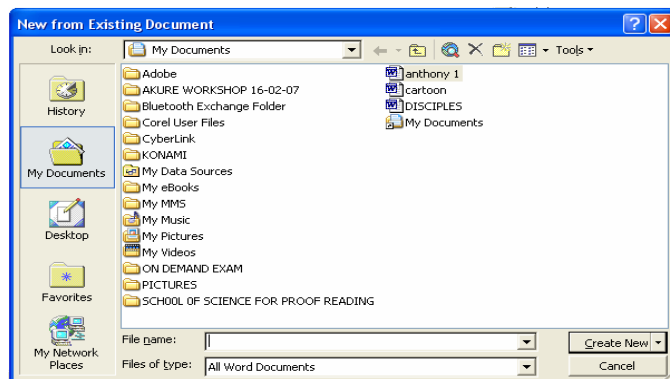 New from Existing Document
Look in: My Documents Tools
History
My Documents
Desktop
Favorites
My Network Places
Adobe
AKURE WORKSHOP 16-02-07
Bluetooth Exchange Folder
Corel User Files
CyberLink
KONAMI
My Data Sources
My eBooks
My MMS
My Music
My Pictures
My Videos
ON DEMAND EXAM
PICTURES
SCHOOL OF SCIENCE FOR PROOF READING
anthony 1
cartoon
DISCIPLES
My Documents
File name: Create New
Files of type: All Word Documents Cancel